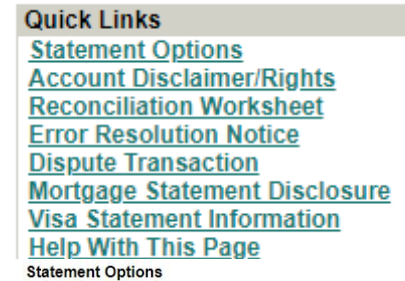 Quick Links
Statement Options
Account Disclaimer/Rights
Reconciliation Worksheet
Error Resolution Notice
Dispute Transaction
Mortgage Statement Disclosure
Visa Statement Information
Help With This Page
Statement Options